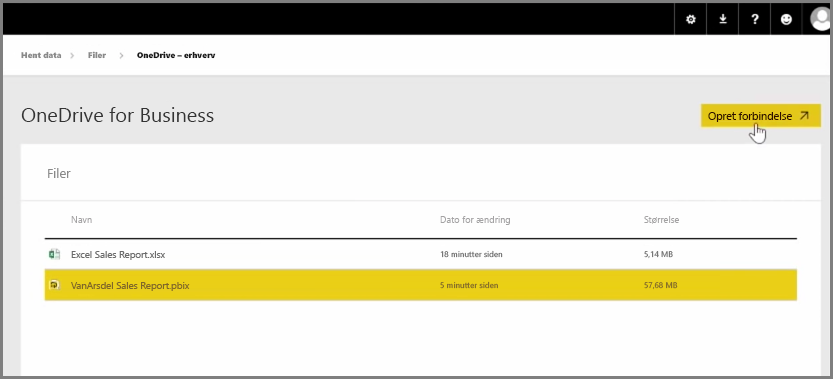 Hent data > Filer > OneDrive – erhverv
OneDrive for Business
Opret forbindelse
Filer
Navn Dato for ændring Størrelse
Excel Sales Report.xlsx 18 minutter siden 5,14 MB
VanArsdel Sales Report.pbix 5 minutter siden 57,68 MB